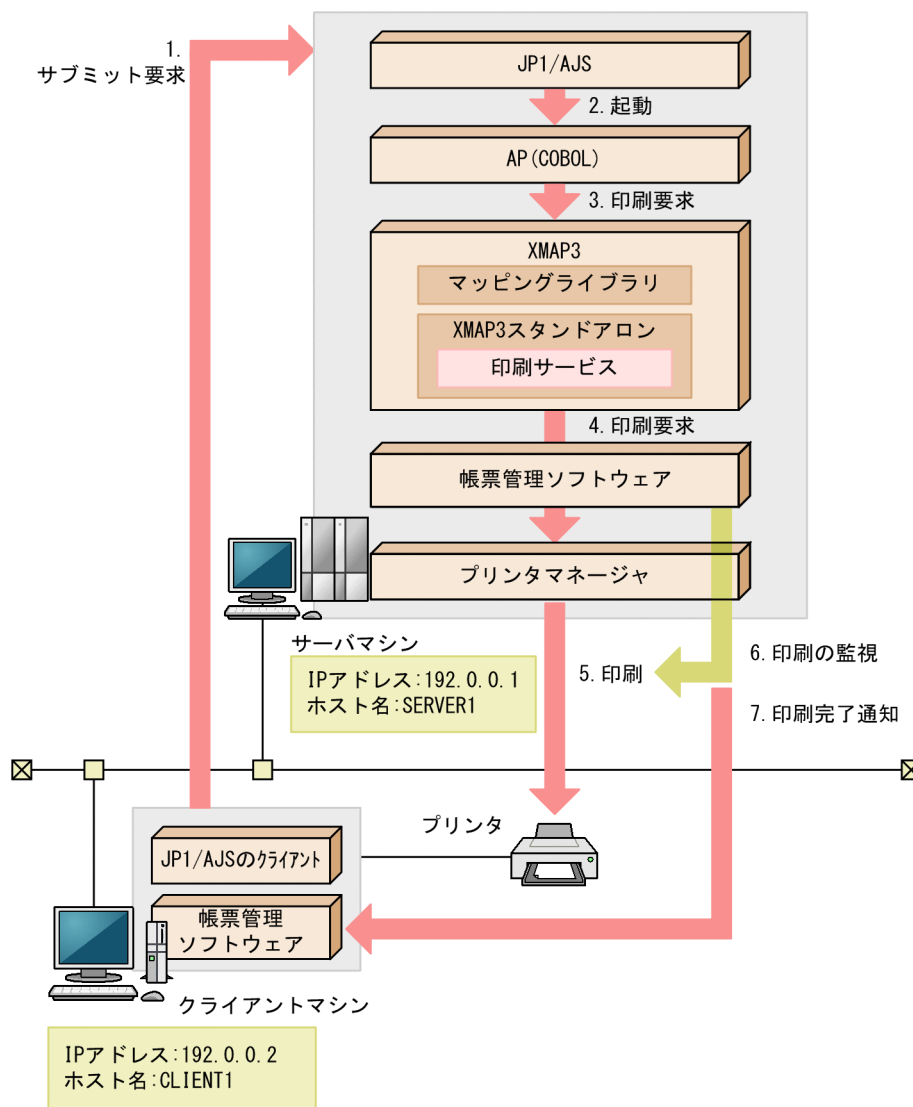 1.
サブミット要求
JP1/AJS
2.起動
AP(COBOL)
3.印刷要求
XMAP3
マッピングライブラリ
XMAP3スタンドアロン
印刷サービス
4.印刷要求
帳票管理ソフトウェア
プリンタマネージャ
サーバマシン
IPアドレス:192.0.0.1
ホスト名:SERVER1
5.印刷
6.印刷の監視
7.印刷完了通知
プリンタ
JP1/AJSのクライアント
帳票管理
ソフトウェア
クライアントマシン
IPアドレス:192.0.0.2
ホスト名:CLIENT1